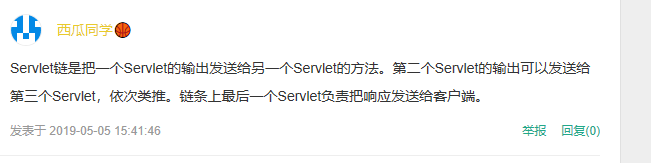 西瓜同学🏀
Servlet链是把一个Servlet的输出发送给另一个Servlet的方法。第二个Servlet的输出可以发送给
第三个Servlet，依次类推。链条上最后一个Servlet负责把响应发送给客户端。
发表于 2019-05-05 15:41:46 举报 回复(0)